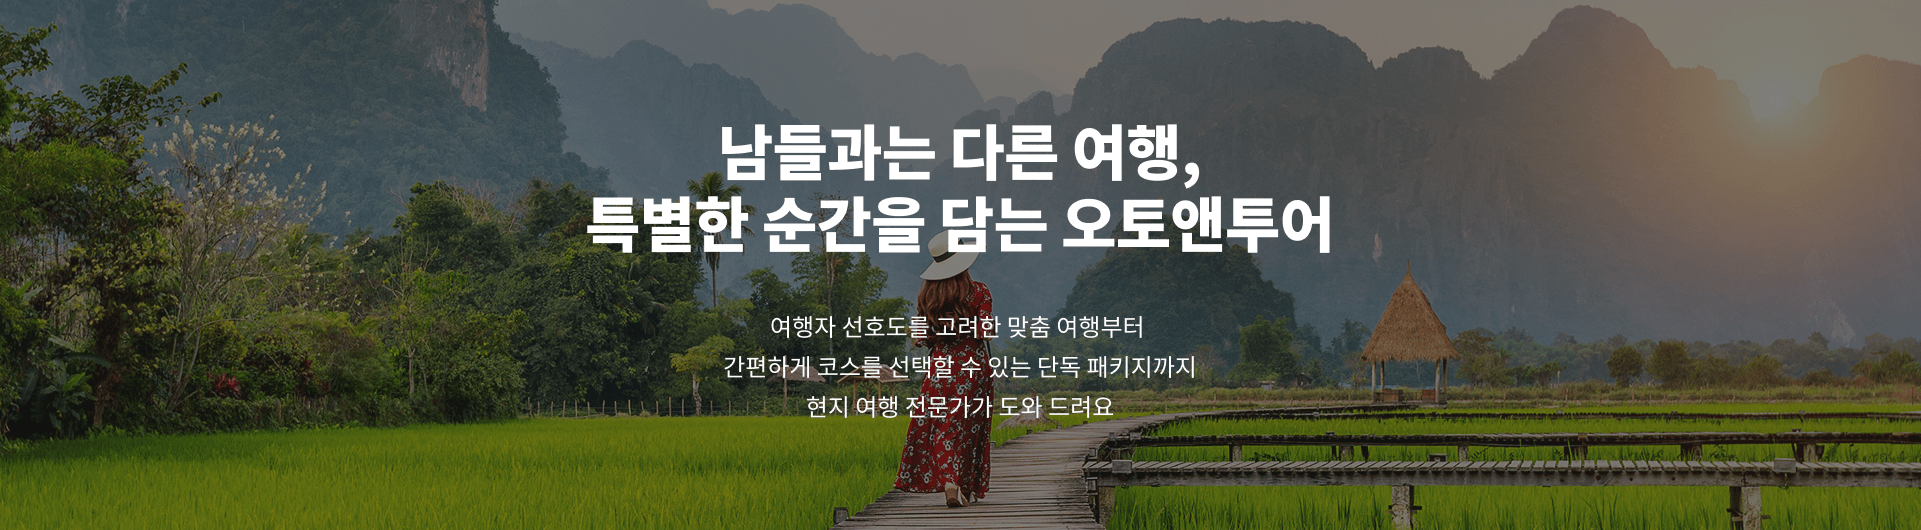 남들과는 다른 여행,
특별한 순간을 담는 오토앤투어
여행자 선호도를 고려한 맞춤 여행부터
간편하게 코스를 선택할 수 있는 단독 패키지까지
현지 여행 전문가가 도와 드려요